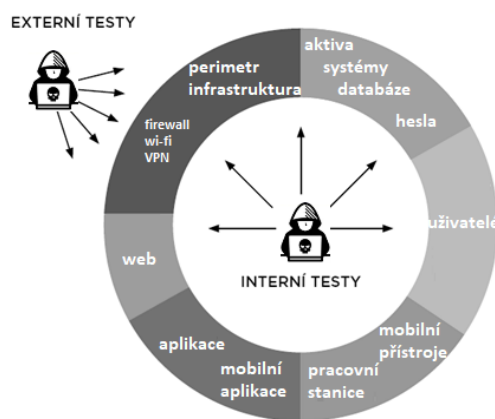 EXTERNÍ TESTY
perimetr
infrastruktura
firewall
wi-fi
VPN
aktiva
systémy
databáze
hesla
uživatelé
mobilní
přístroje
pracovní
stanice
mobilní
aplikace
aplikace
web
INTERNÍ TESTY